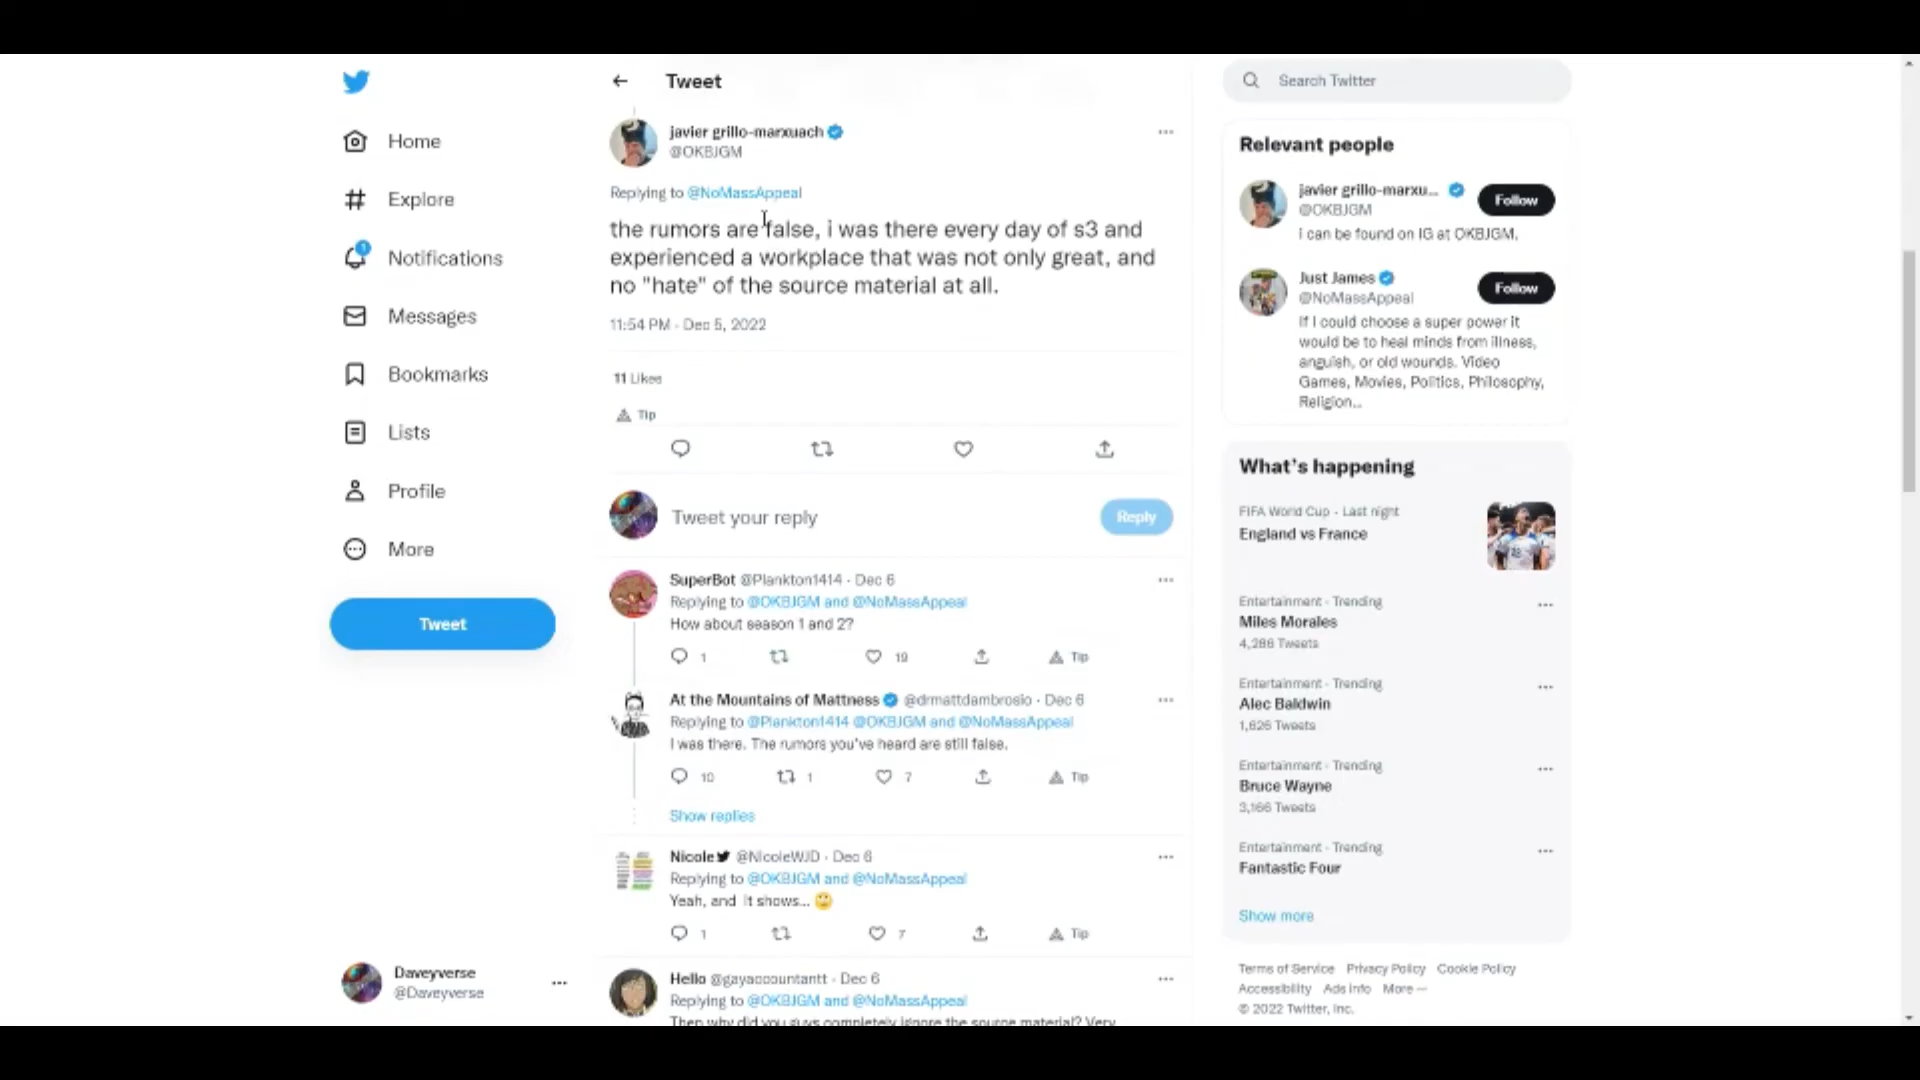 Tweet
Search Twitter
Home
Explore
Notifications
Messages
Bookmarks
Lists
Profile
More
Tweet
Daveyverse
@Daveyverse
javier grillo-marxuach
@OKBJGM
Replying to @NoMassAppeal
the rumors are false, i was there every day of s3 and
experienced a workplace that was not only great, and
no "hate" of the source material at all.
11:54 PM · Dec 5, 2022
11 Likes
Tip
Tweet your reply
Reply
SuperBot @Plankton1414 · Dec 6
Replying to @OKBJGM and @NoMassAppeal
How about season 1 and 2?
1 19 Tip
At the Mountains of Mattness @drmattdambrosio · Dec 6
Replying to @Plankton1414 @OKBJGM and @NoMassAppeal
I was there. The rumors you've heard are still false.
10 1 7 Tip
Show replies
Nicole @NicoleWJD · Dec 6
Replying to @OKBJGM and @NoMassAppeal
Yeah, and it shows... 🙄
1 7 Tip
Hello @gayaccountantt · Dec 6
Replying to @OKBJGM and @NoMassAppeal
Then why did you guys completely ignore the source material? Very
Relevant people
javier grillo-marxu...
@OKBJGM
Follow
i can be found on IG at OKBJGM.
Just James
@NoMassAppeal
Follow
If I could choose a super power it
would be to heal minds from illness,
anguish, or old wounds. Video
Games, Movies, Politics, Philosophy,
Religion...
What's happening
FIFA World Cup · Last night
England vs France
Entertainment · Trending
Miles Morales
4,286 Tweets
Entertainment · Trending
Alec Baldwin
1,626 Tweets
Entertainment · Trending
Bruce Wayne
3,166 Tweets
Entertainment · Trending
Fantastic Four
Show more
Terms of Service Privacy Policy Cookie Policy
Accessibility Ads info More ···
© 2022 Twitter, Inc.